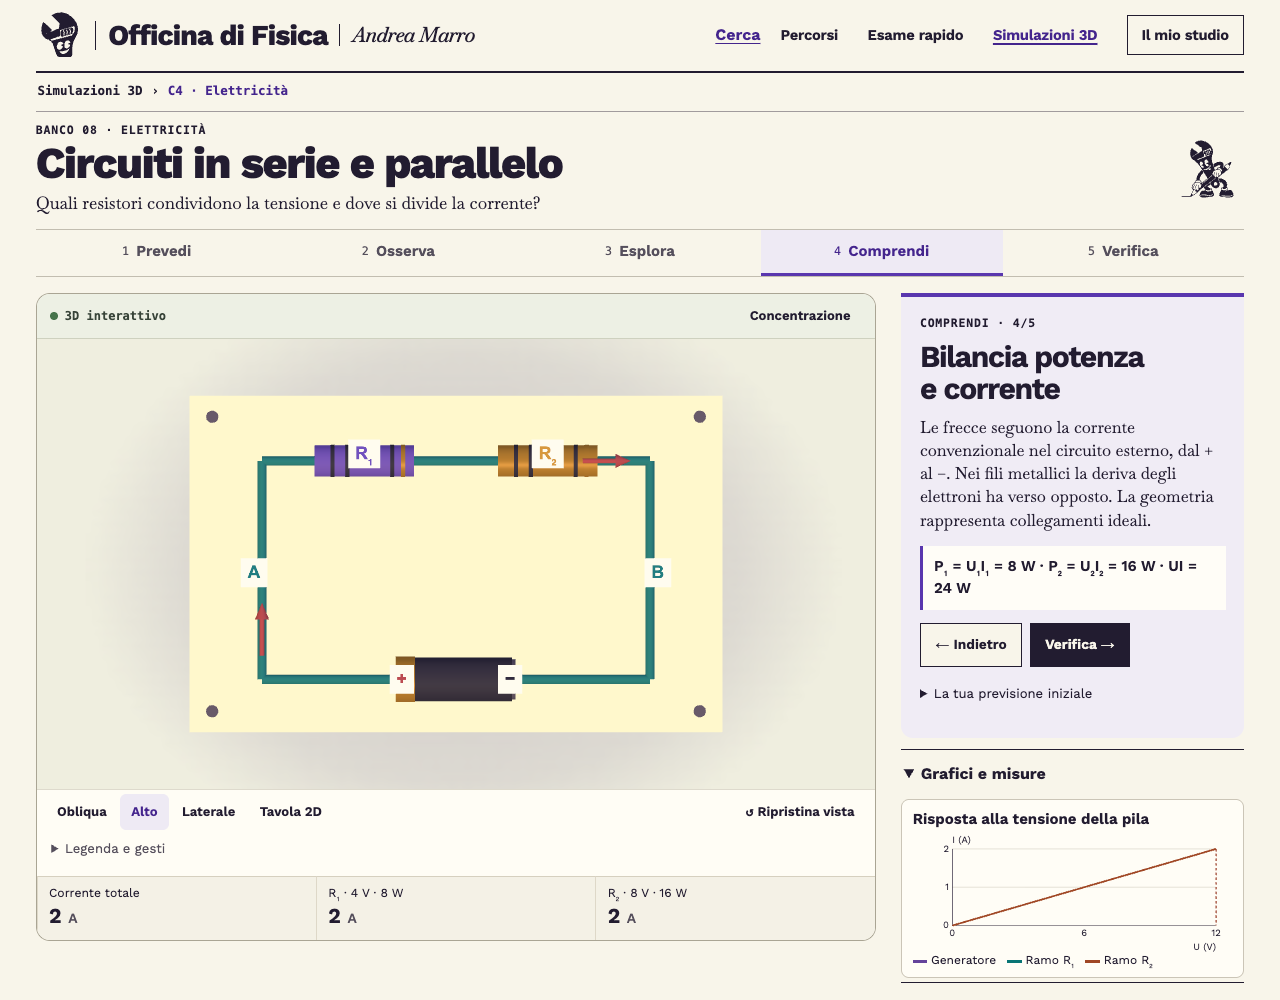 Officina di Fisica
Andrea Marro
Cerca
Percorsi
Esame rapido
Simulazioni 3D
Il mio studio
Simulazioni 3D › C4 · Elettricità
BANCO 08 · ELETTRICITÀ
Circuiti in serie e parallelo
Quali resistori condividono la tensione e dove si divide la corrente?
1 Prevedi
2 Osserva
3 Esplora
4 Comprendi
5 Verifica
3D interattivo
Concentrazione
R₁
R₂
A
B
+
−
Obliqua
Alto
Laterale
Tavola 2D
↺ Ripristina vista
▶ Legenda e gesti
Corrente totale
2 A
R₁ · 4 V · 8 W
2 A
R₂ · 8 V · 16 W
2 A
COMPRENDI · 4/5
Bilancia potenza
e corrente
Le frecce seguono la corrente
convenzionale nel circuito esterno, dal +
al −. Nei fili metallici la deriva degli
elettroni ha verso opposto. La geometria
rappresenta collegamenti ideali.
P₁ = U₁I₁ = 8 W · P₂ = U₂I₂ = 16 W · UI =
24 W
← Indietro
Verifica →
▶ La tua previsione iniziale
▼ Grafici e misure
Risposta alla tensione della pila
I (A)
2
1
0
0
6
12
U (V)
Generatore
Ramo R₁
Ramo R₂